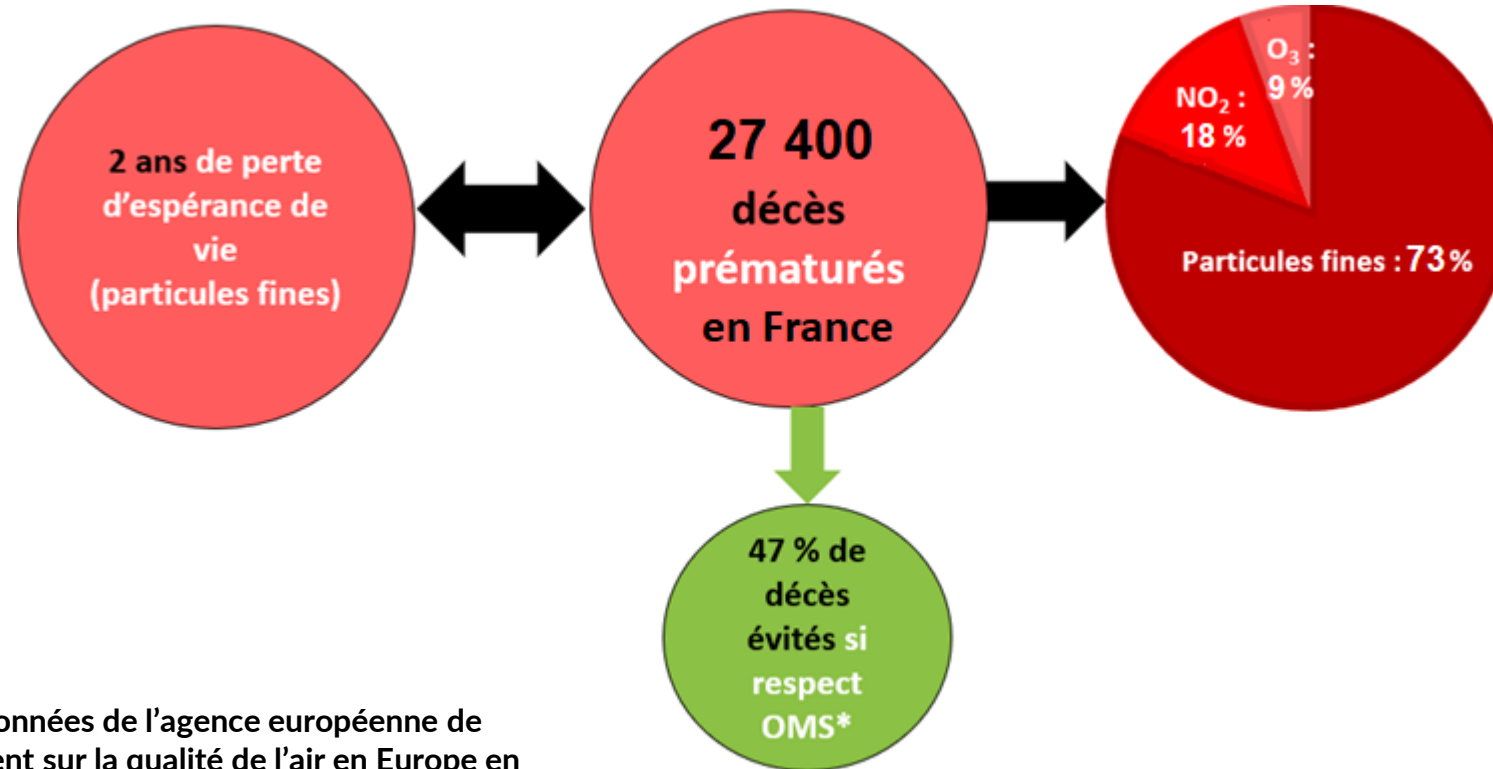 2 ans de perte
d'espérance de
vie
(particules fines)
27 400
décès
prématurés
en France
O₃ :
9 %
NO₂ :
18 %
Particules fines : 73 %
47 % de
décès
évités si
respect
OMS*
de l'agence européenne de
sur la qualité de l'air en Europe en